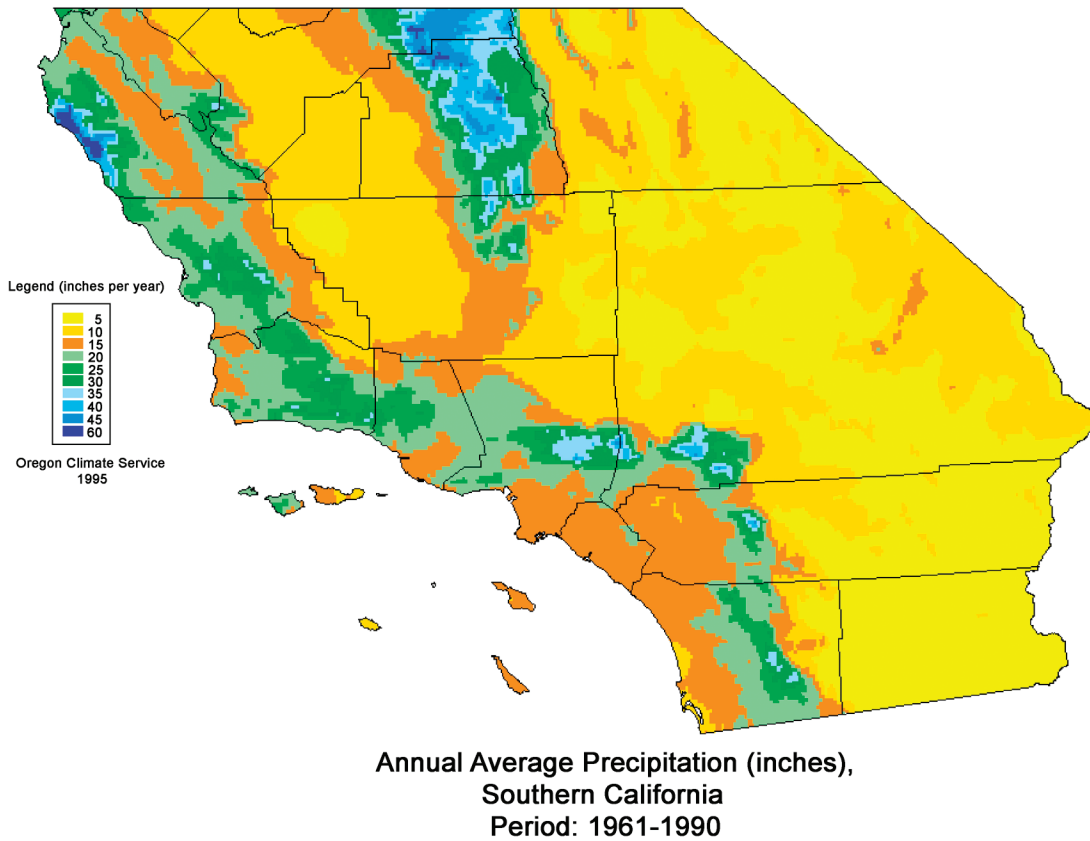 Legend (inches per year)
5
10
15
20
25
30
35
40
45
60
Oregon Climate Service
1995
Annual Average Precipitation (inches),
Southern California
Period: 1961-1990